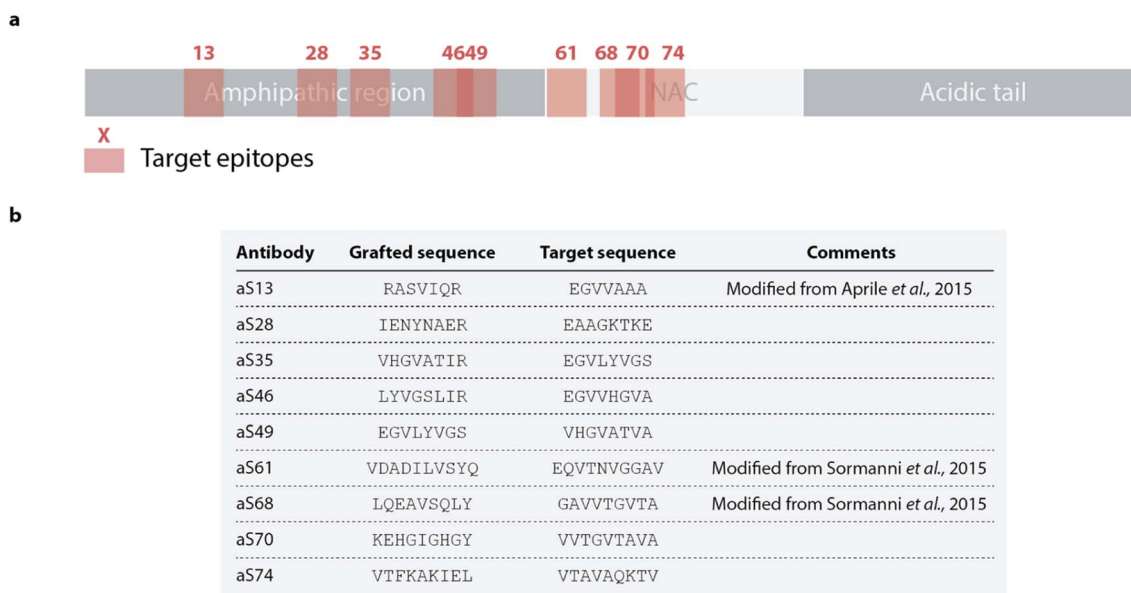 a
13 28 35 4649 61 68 70 74
Amphipathic region NAC Acidic tail
X
Target epitopes
b
Antibody Grafted sequence Target sequence Comments
aS13 RASVIQR EGVVAAA Modified from Aprile et al., 2015
aS28 IENYNAER EAAGKTKE
aS35 VHGVATIR EGVLYVGS
aS46 LYVGSLIR EGVVHGVA
aS49 EGVLYVGS VHGVATVA
aS61 VDADILVSYQ EQVTNVGGAV Modified from Sormanni et al., 2015
aS68 LQEAVSQLY GAVVTGVTA Modified from Sormanni et al., 2015
aS70 KEHGIGHGY VVTGVTAVA
aS74 VTFKAKIEL VTAVAQKTV